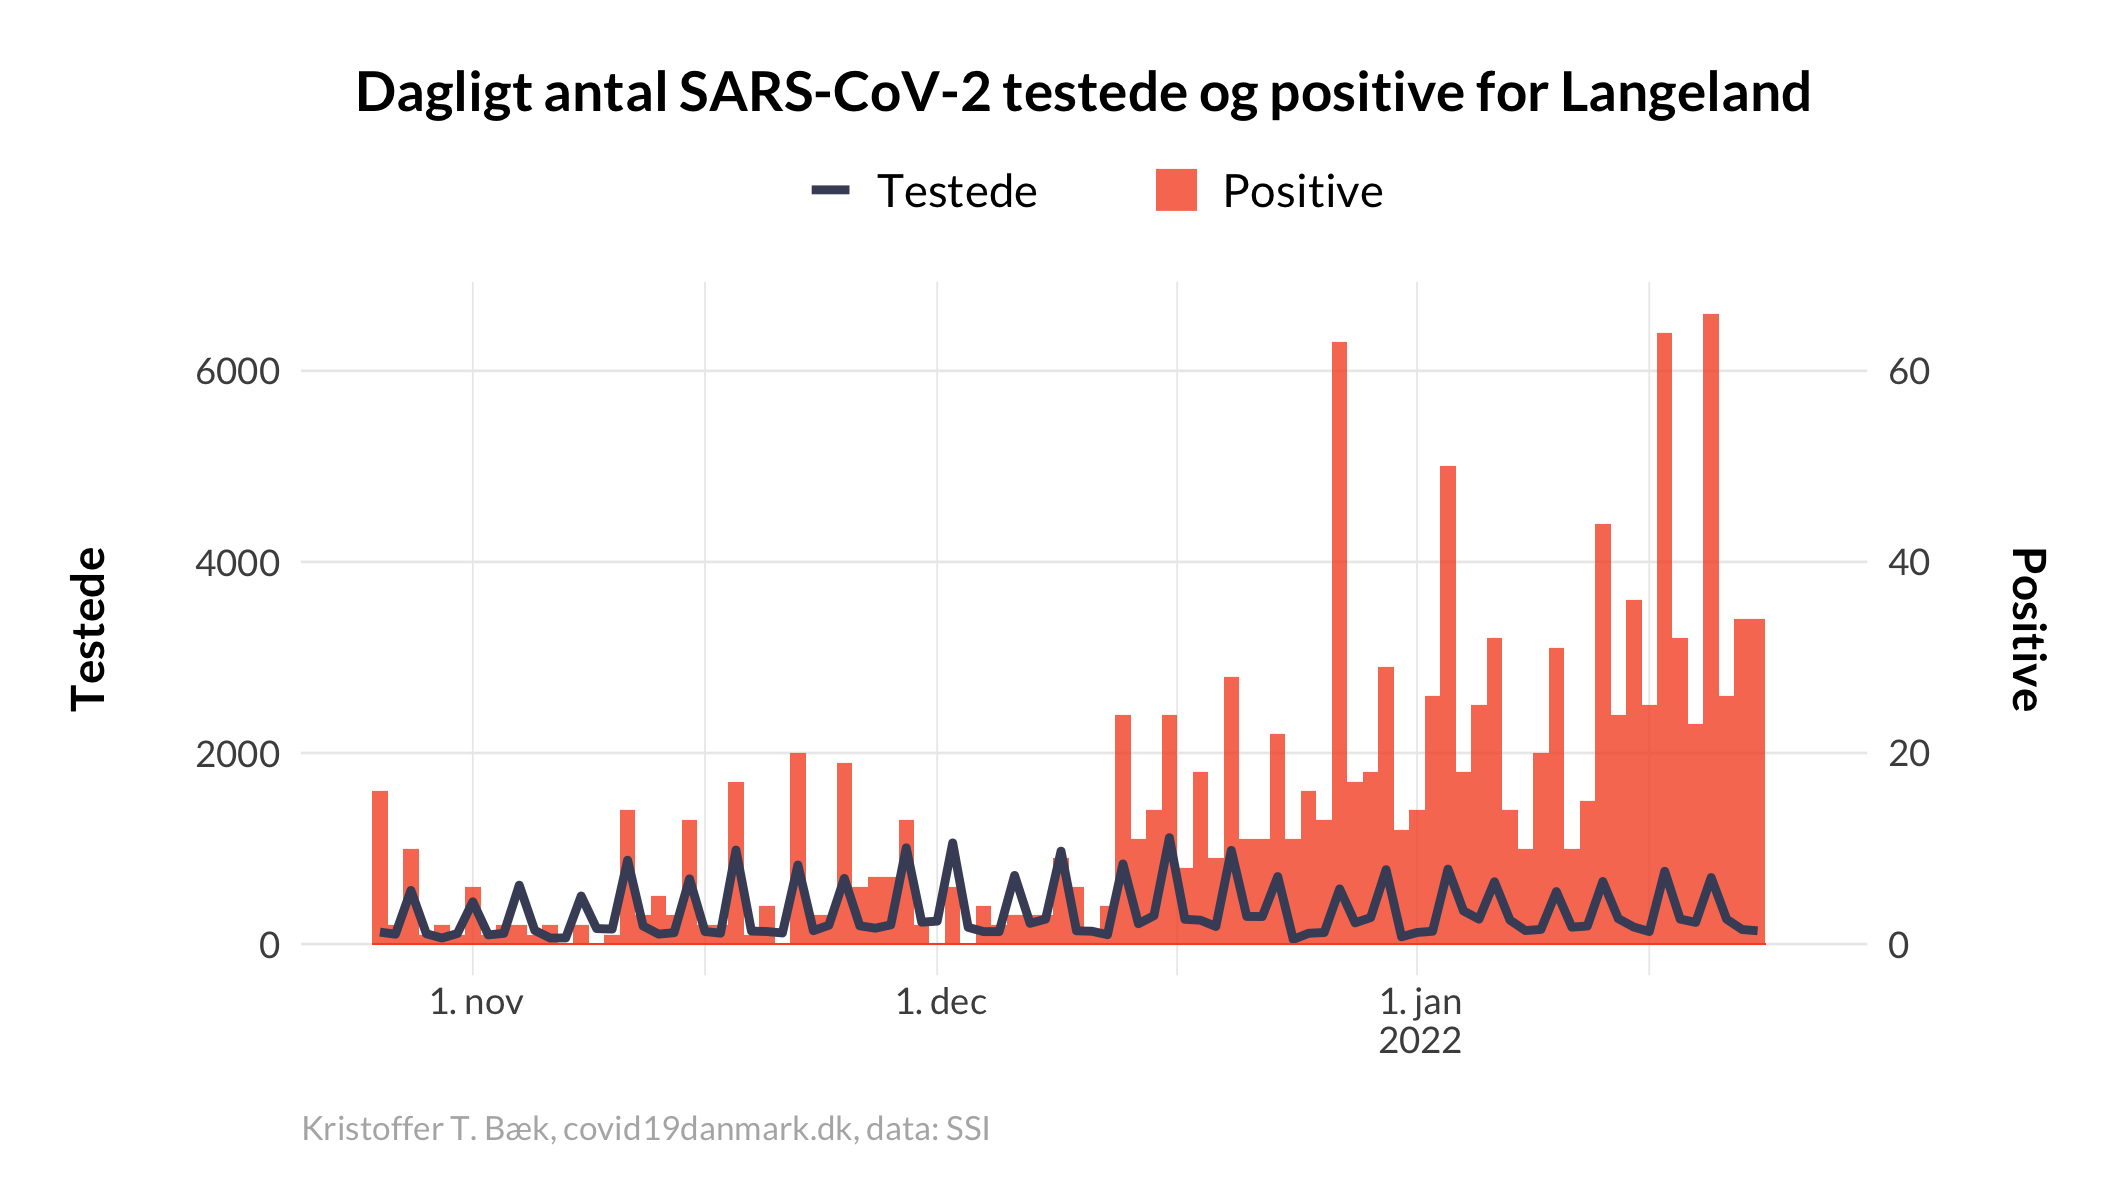 Dagligt antal SARS-CoV-2 testede og positive for Langeland
Testede
Positive
6000
4000
2000
0
Testede
60
40
20
0
Positive
1. nov
1. dec
1. jan
2022
Kristoffer T. Bæk, covid19danmark.dk, data: SSI